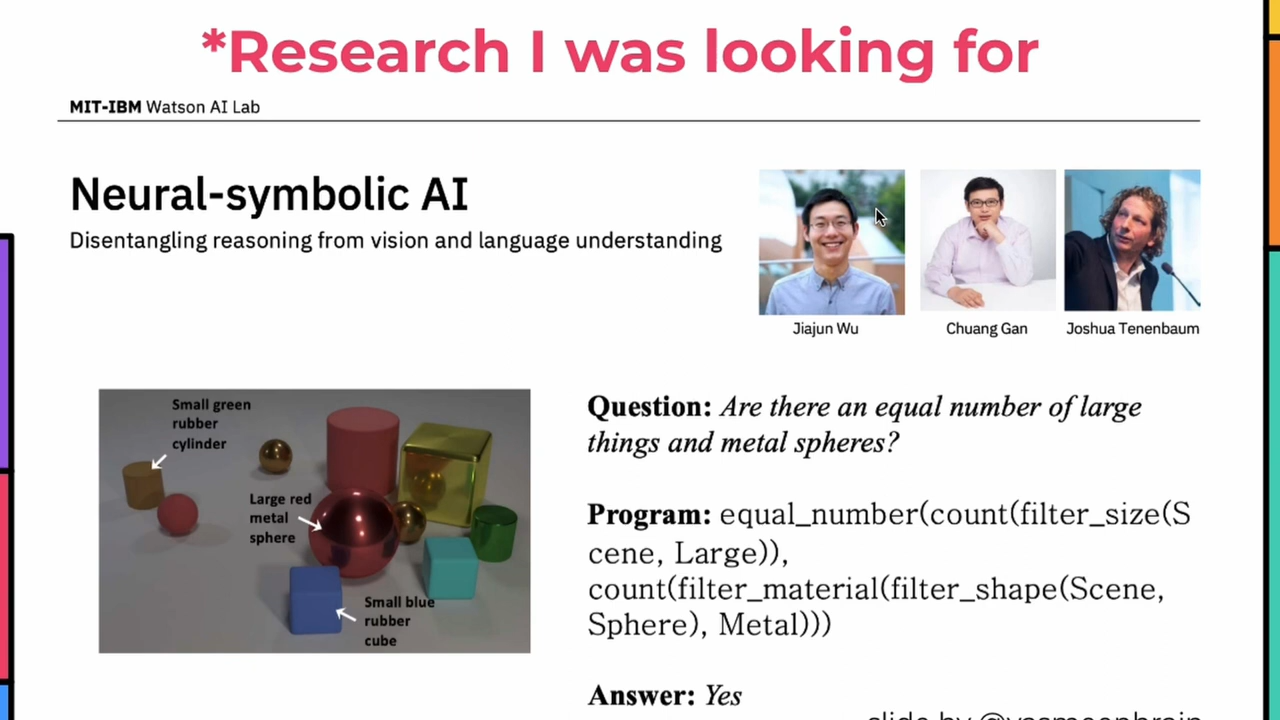 *Research I was looking for
MIT-IBM Watson AI Lab
Neural-symbolic AI
Disentangling reasoning from vision and language understanding
Jiajun Wu
Chuang Gan
Joshua Tenenbaum
Small green
rubber
cylinder
Large red
metal
sphere
Small blue
rubber
cube
Question: Are there an equal number of large
things and metal spheres?
Program: equal_number(count(filter_size(S
cene, Large)),
count(filter_material(filter_shape(Scene,
Sphere), Metal)))
Answer: Yes
slide by @yasmeenbrain